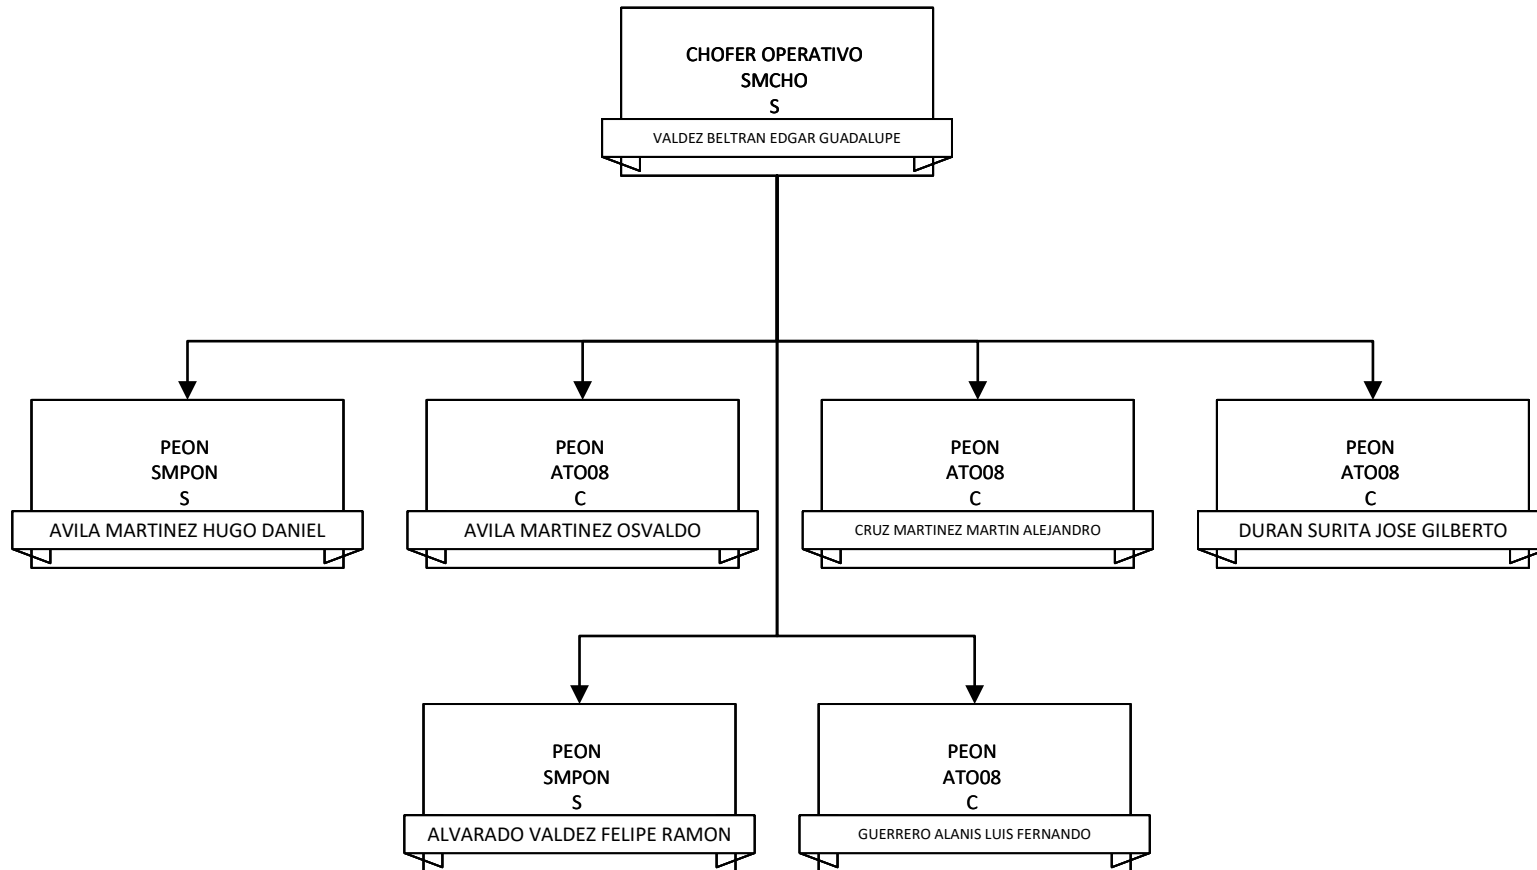 CHOFER OPERATIVO
SMCHO
S
VALDEZ BELTRAN EDGAR GUADALUPE
PEON
SMPON
S
AVILA MARTINEZ HUGO DANIEL
PEON
ATO08
C
AVILA MARTINEZ OSVALDO
PEON
ATO08
C
CRUZ MARTINEZ MARTIN ALEJANDRO
PEON
ATO08
C
DURAN SURITA JOSE GILBERTO
PEON
SMPON
S
ALVARADO VALDEZ FELIPE RAMON
PEON
ATO08
C
GUERRERO ALANIS LUIS FERNANDO